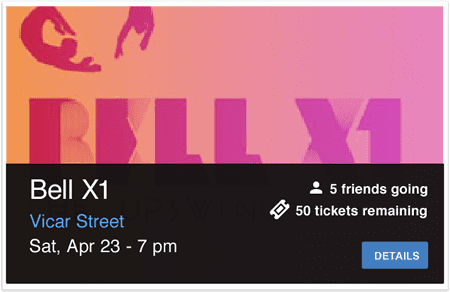 BELL X1
Bell X1
Vicar Street
Sat, Apr 23 - 7 pm
5 friends going
50 tickets remaining
DETAILS